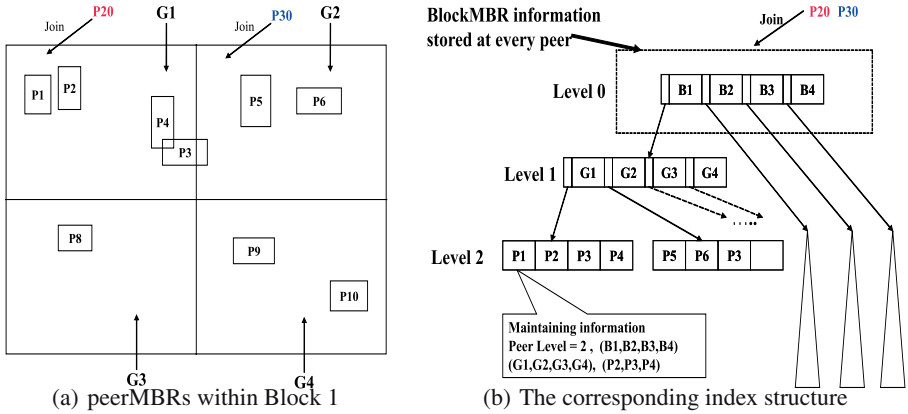 P20
G1
P30
G2
Join
Join
P1
P2
P4
P3
P5
P6
P8
P9
P10
G3
G4
(a) peerMBRs within Block 1
BlockMBR information
stored at every peer
Join
P20 P30
Level 0
B1 B2 B3 B4
Level 1
G1 G2 G3 G4
......
Level 2
P1 P2 P3 P4
P5 P6 P3
Maintaining information
Peer Level = 2 , (B1,B2,B3,B4)
(G1,G2,G3,G4), (P2,P3,P4)
(b) The corresponding index structure